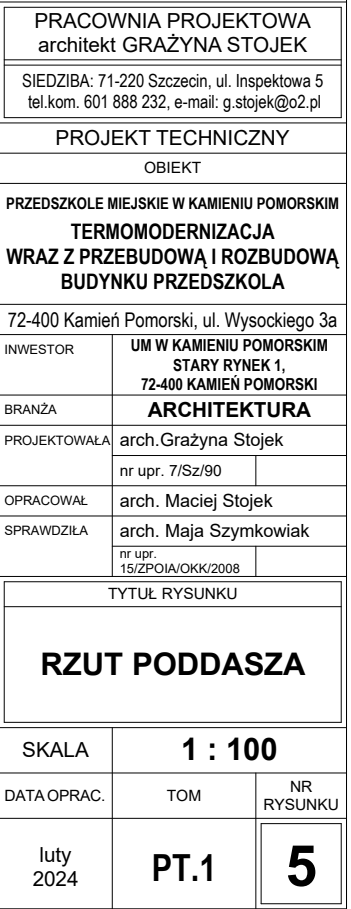 PRACOWNIA PROJEKTOWA
architekt GRAŻYNA STOJEK
SIEDZIBA: 71-220 Szczecin, ul. Inspektowa 5
tel.kom. 601 888 232, e-mail: g.stojek@o2.pl
PROJEKT TECHNICZNY
OBIEKT
PRZEDSZKOLE MIEJSKIE W KAMIENIU POMORSKIM
TERMOMODERNIZACJA
WRAZ Z PRZEBUDOWĄ I ROZBUDOWĄ
BUDYNKU PRZEDSZKOLA
72-400 Kamień Pomorski, ul. Wysockiego 3a
INWESTOR
UM W KAMIENIU POMORSKIM
STARY RYNEK 1,
72-400 KAMIEŃ POMORSKI
BRANŻA
ARCHITEKTURA
PROJEKTOWAŁA
arch.Grażyna Stojek
nr upr. 7/Sz/90
OPRACOWAŁ
arch. Maciej Stojek
SPRAWDZIŁA
arch. Maja Szymkowiak
nr upr.
15/ZPOIA/OKK/2008
TYTUŁ RYSUNKU
RZUT PODDASZA
SKALA
1 : 100
DATA OPRAC.
TOM
NR
RYSUNKU
luty
2024
PT.1
5